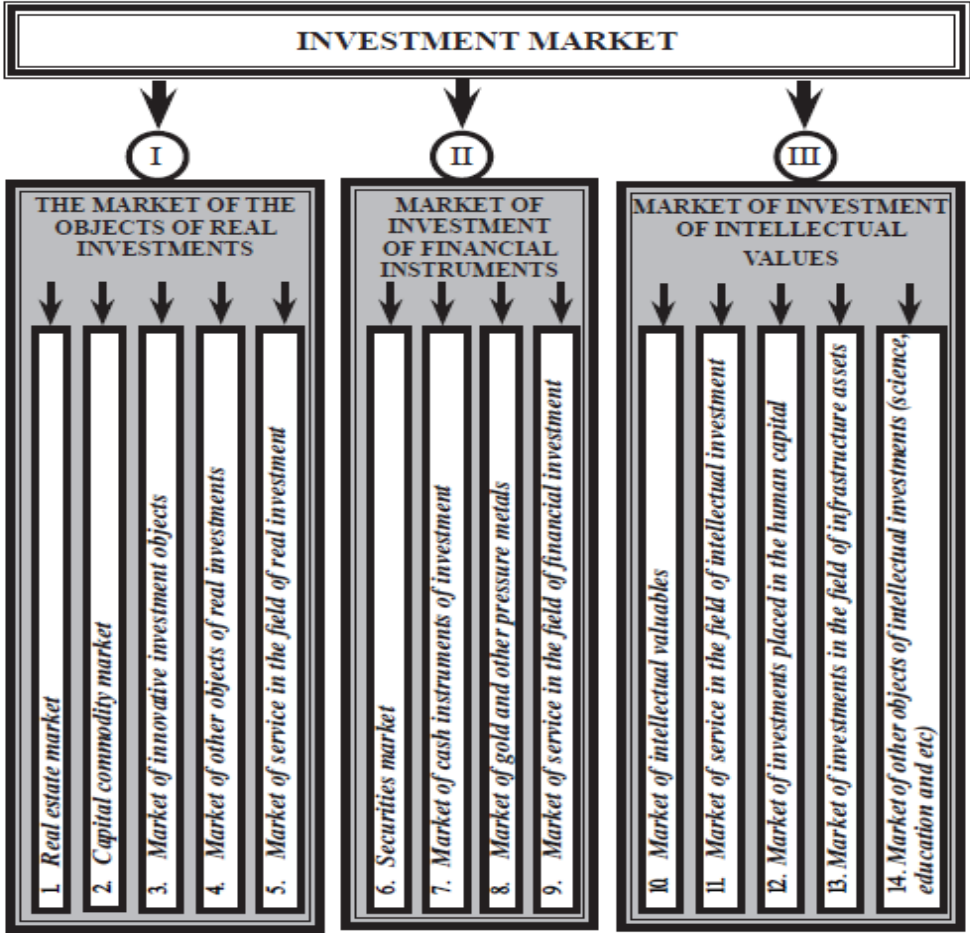 INVESTMENT MARKET
I
THE MARKET OF THE
OBJECTS OF REAL
INVESTMENTS
1. Real estate market
2. Capital commodity market
3. Market of innovative investment objects
4. Market of other objects of real investments
5. Market of service in the field of real investment
II
MARKET OF
INVESTMENT
OF FINANCIAL
INSTRUMENTS
6. Securities market
7. Market of cash instruments of investment
8. Market of gold and other pressure metals
9. Market of service in the field of financial investment
III
MARKET OF INVESTMENT
OF INTELLECTUAL
VALUES
10. Market of intellectual valuables
11. Market of service in the field of intellect investment
12. Market of investments placed in the human capital
13. Market of investments in the field of infrastructure assets
14. Market of other objects of intellectual investments (science,
education and etc)